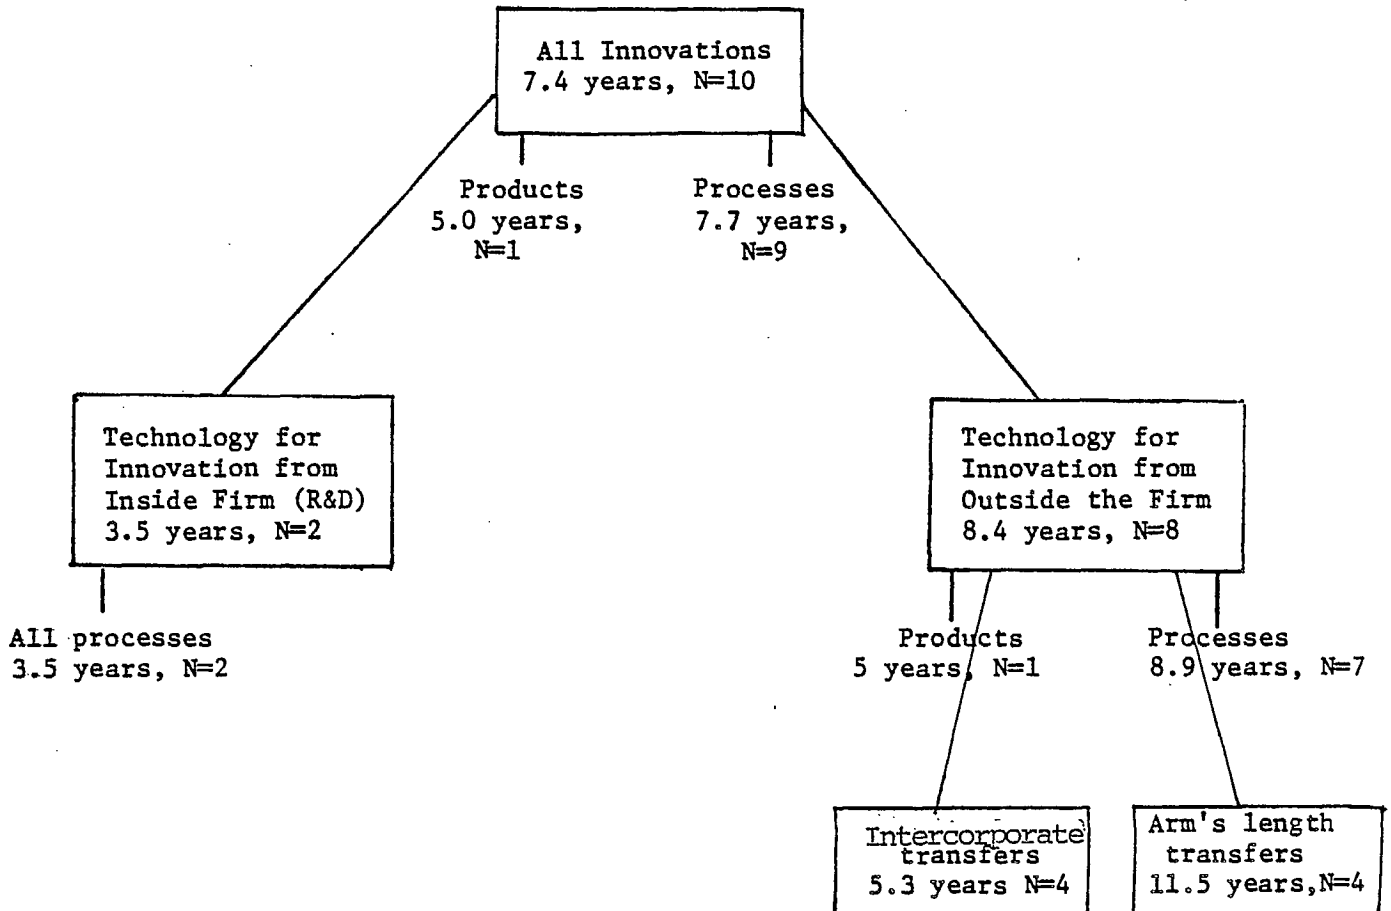 All Innovations
7.4 years, N=10
Products
5.0 years,
N=1
Processes
7.7 years,
N=9
Technology for
Innovation from
Inside Firm (R&D)
3.5 years, N=2
All processes
3.5 years, N=2
Technology for
Innovation from
Outside the Firm
8.4 years, N=8
Products
5 years, N=1
Processes
8.9 years, N=7
Intercorporate
transfers
5.3 years N=4
Arm's length
transfers
11.5 years,N=4